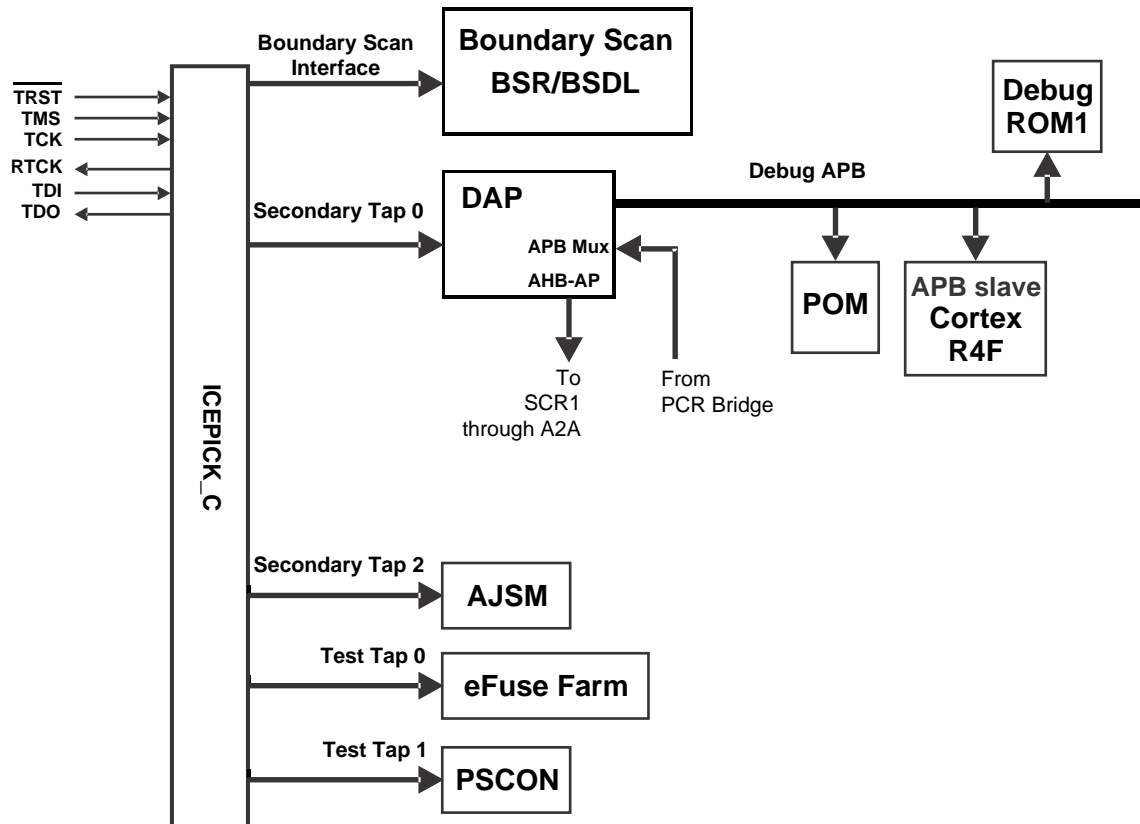 Boundary Scan
Interface
Boundary Scan
BSR/BSDL
TRST
TMS
TCK
RTCK
TDI
TDO
Debug
ROM1
Debug APB
Secondary Tap 0
DAP
APB Mux
AHB-AP
POM
APB slave
Cortex
R4F
To
SCR1
through A2A
From
PCR Bridge
ICEPICK_C
Secondary Tap 2
AJSM
Test Tap 0
eFuse Farm
Test Tap 1
PSCON